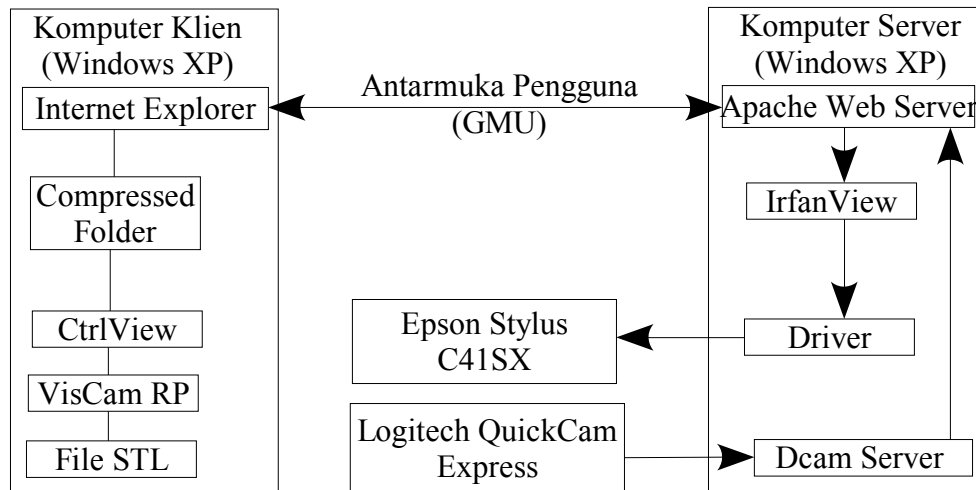 Komputer Klien
(Windows XP)
Internet Explorer
Compressed
Folder
CtrlView
VisCam RP
File STL
Antarmuka Pengguna
(GMU)
Epson Stylus
C41SX
Logitech QuickCam
Express
Komputer Server
(Windows XP)
Apache Web Server
IrfanView
Driver
Dcam Server